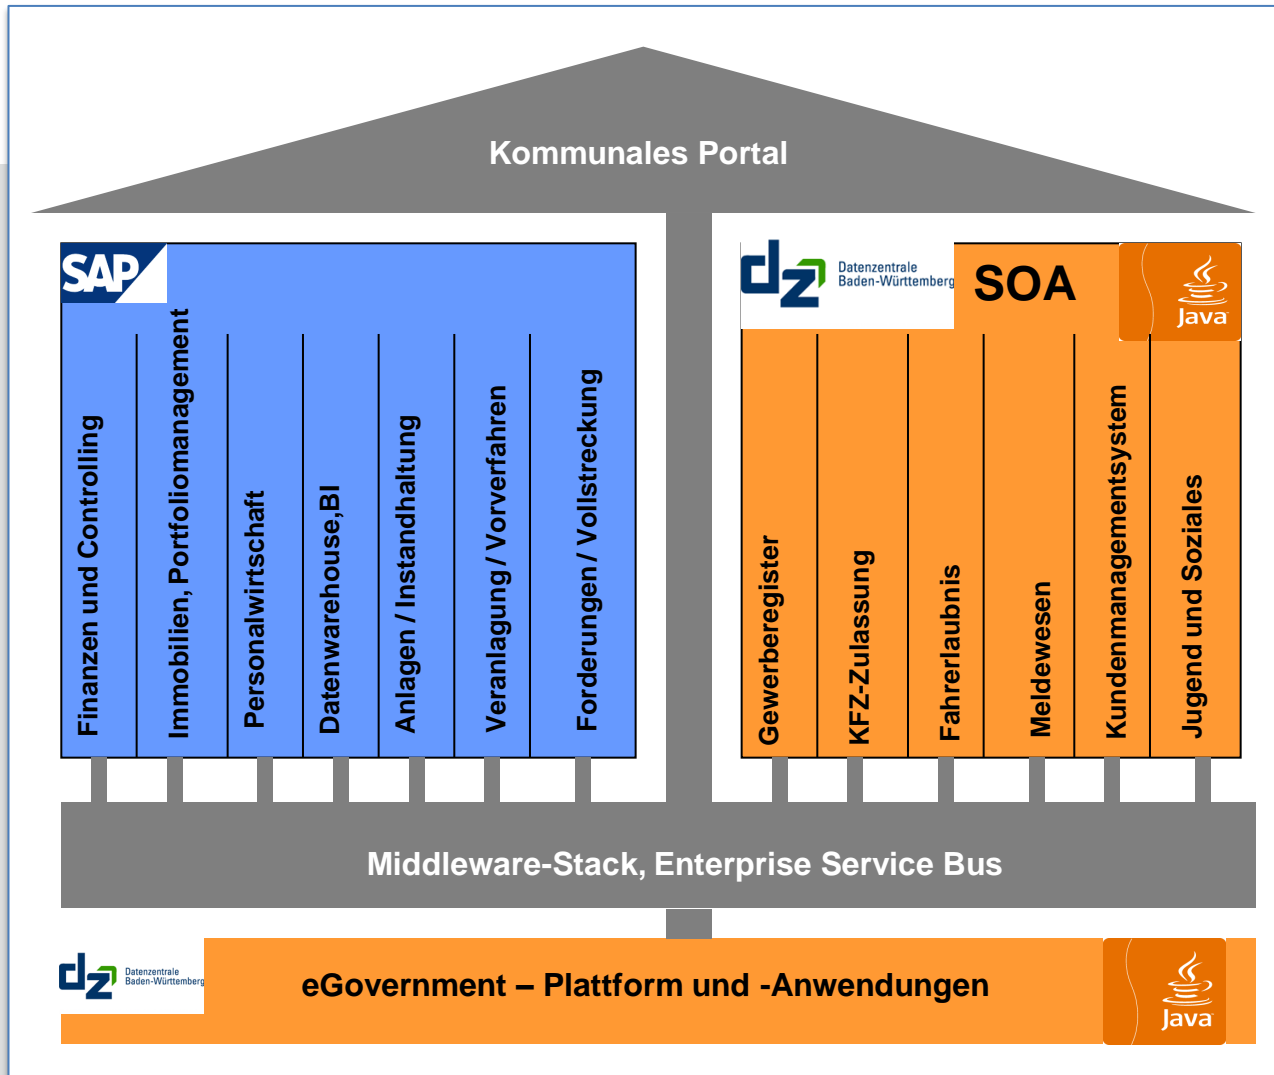 Kommunales Portal
SAP
dz Datenzentrale
Baden-Württemberg
SOA
Java
Finanzen und Controlling
Immobilien, Portfoliomanagement
Personalwirtschaft
Datenwarehouse,BI
Anlagen / Instandhaltung
Veranlagung / Vorverfahren
Forderungen / Vollstreckung
Gewerberegister
KFZ-Zulassung
Fahrerlaubnis
Meldewesen
Kundenmanagementsystem
Jugend und Soziales
Middleware-Stack, Enterprise Service Bus
dz Datenzentrale
Baden-Württemberg
eGovernment – Plattform und -Anwendungen
Java